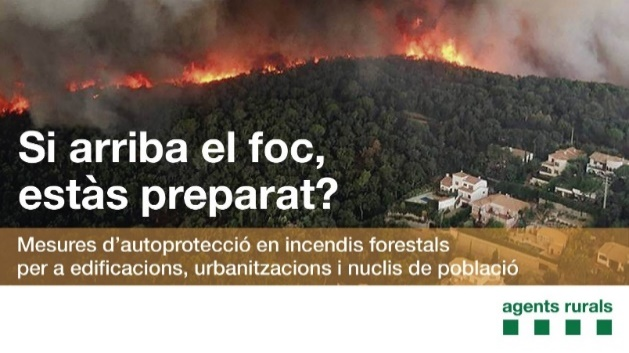 Si arriba el foc,
estàs preparat?
Mesures d'autoprotecció en incendis forestals
per a edificacions, urbanitzacions i nuclis de població
agents rurals